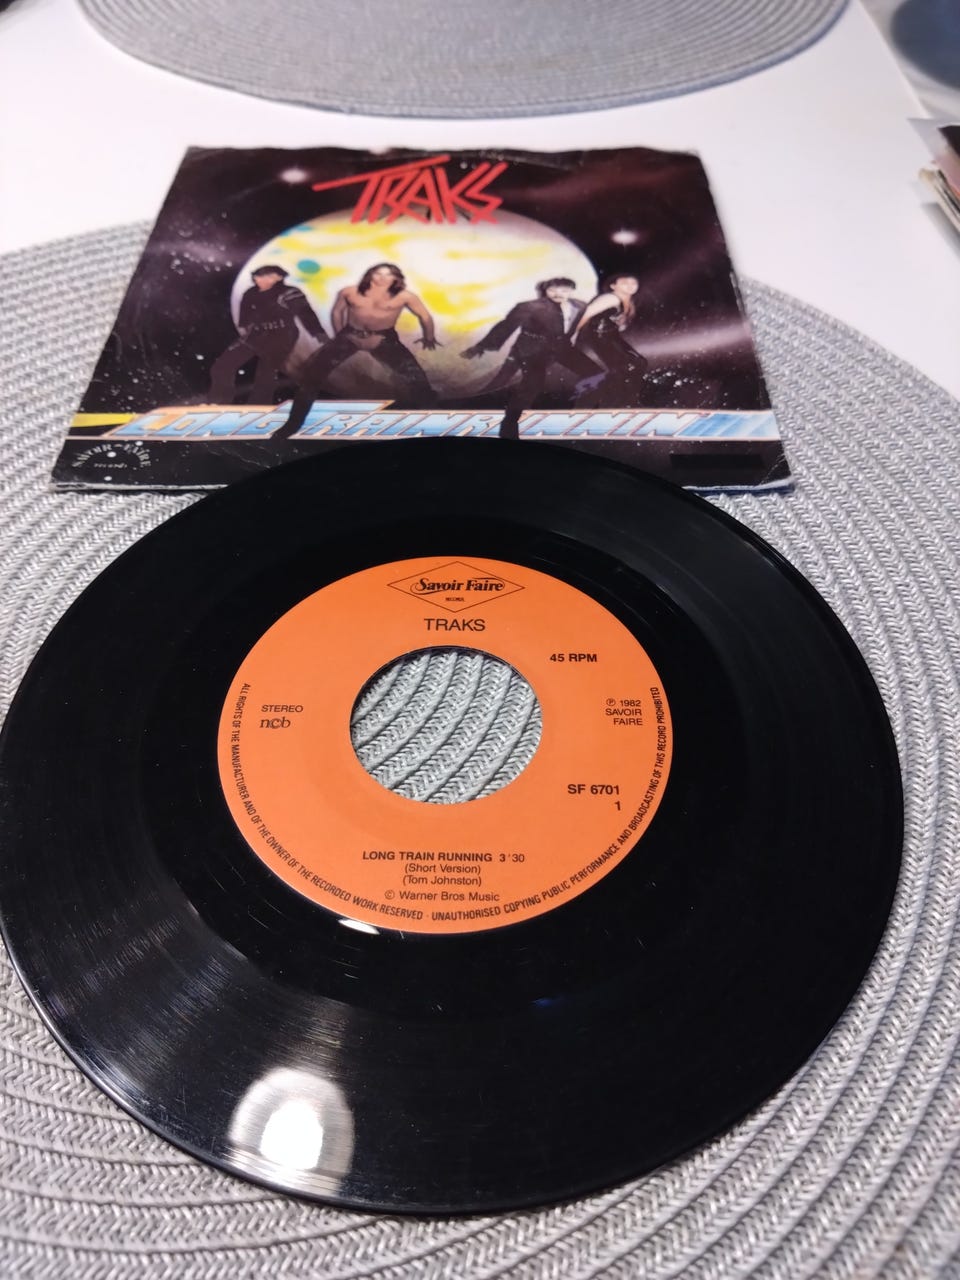 TRAKS
LONG TRAIN RUNNIN'
SAVOIR-FAIRE
Savoir Faire
TRAKS
45 RPM
STEREO
n©b
℗ 1982
SAVOIR
FAIRE
SF 6701
1
LONG TRAIN RUNNING 3'30
(Short Version)
(Tom Johnston)
© Warner Bros Music
ALL RIGHTS OF THE MANUFACTURER AND OF THE OWNER OF THE RECORDED WORK RESERVED · UNAUTHORISED COPYING PUBLIC PERFORMANCE AND BROADCASTING OF THIS RECORD PROHIBITED